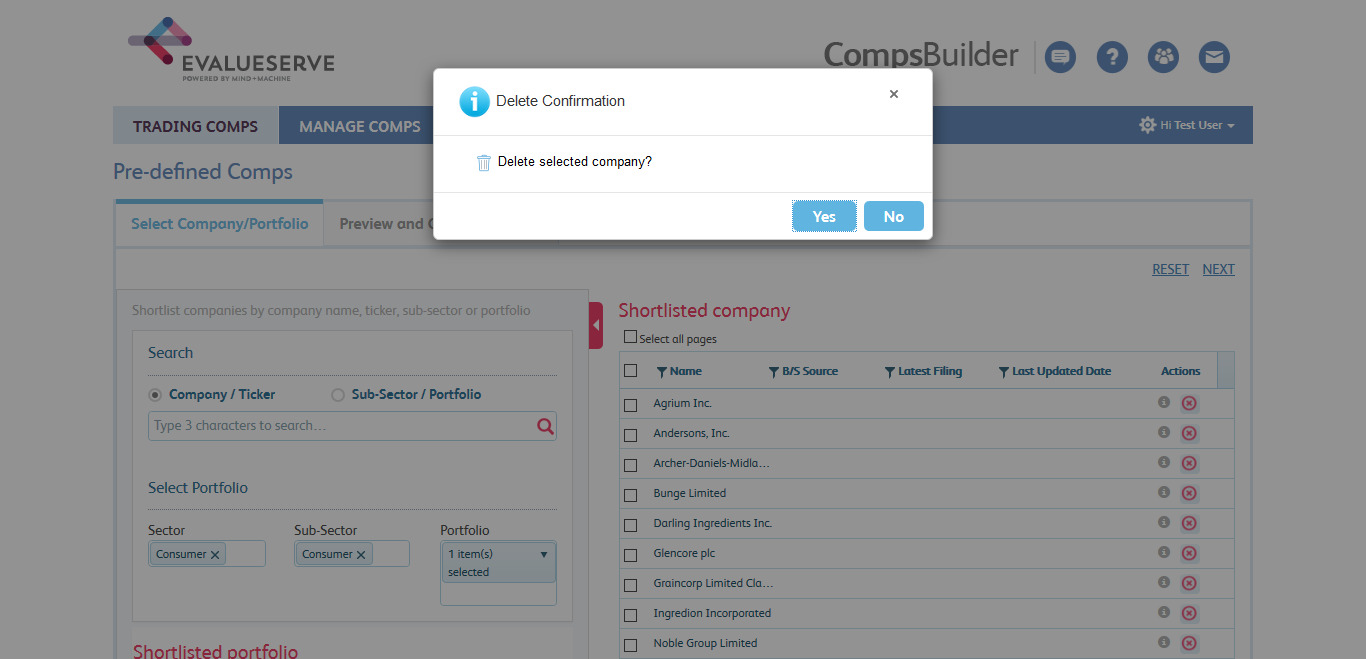 EVALUESERVE
POWERED BY MIND+MACHINE
CompsBuilder
TRADING COMPS
MANAGE COMPS
Hi Test User
Delete Confirmation
×
Delete selected company?
Yes
No
Pre-defined Comps
Select Company/Portfolio
Preview and
RESET
NEXT
Shortlist companies by company name, ticker, sub-sector or portfolio
Search
Company / Ticker
Sub-Sector / Portfolio
Type 3 characters to search...
Select Portfolio
Sector
Sub-Sector
Portfolio
Consumer ×
Consumer ×
1 item(s)
selected
Shortlisted portfolio
Shortlisted company
Select all pages
Name
B/S Source
Latest Filing
Last Updated Date
Actions
Agrium Inc.
Andersons, Inc.
Archer-Daniels-Midla...
Bunge Limited
Darling Ingredients Inc.
Glencore plc
Graincorp Limited Cla...
Ingredion Incorporated
Noble Group Limited